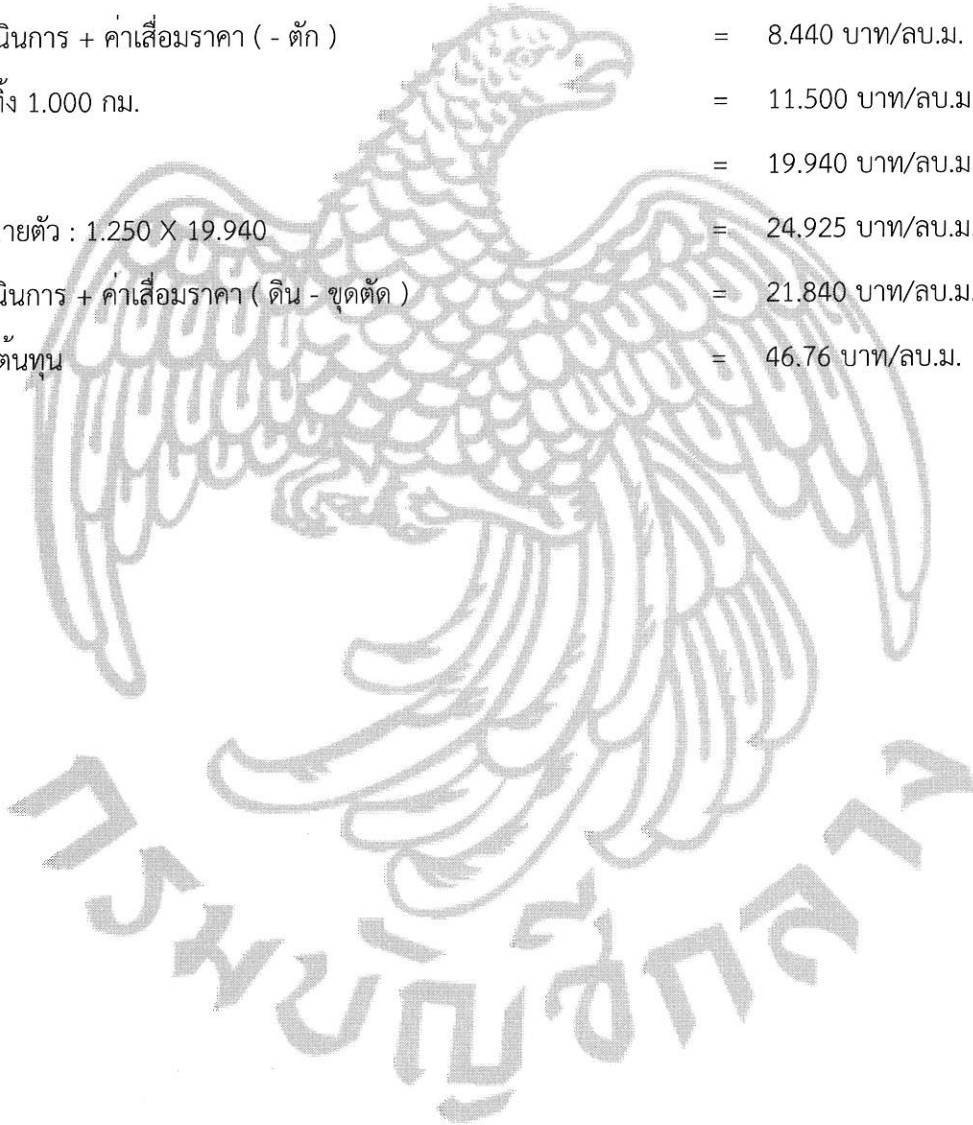 นินการ + ค่าเสื่อมราคา ( - ตัก ) = 8.440 บาท/ลบ.ม.
ทิ้ง 1.000 กม. = 11.500 บาท/ลบ.ม
= 19.940 บาท/ลบ.ม
ายตัว : 1.250 X 19.940 = 24.925 บาท/ลบ.ม.
นินการ + ค่าเสื่อมราคา ( ดิน - ขุดตัด ) = 21.840 บาท/ลบ.ม.
ต้นทุน = 46.76 บาท/ลบ.ม.
กรมบัญชีกลาง